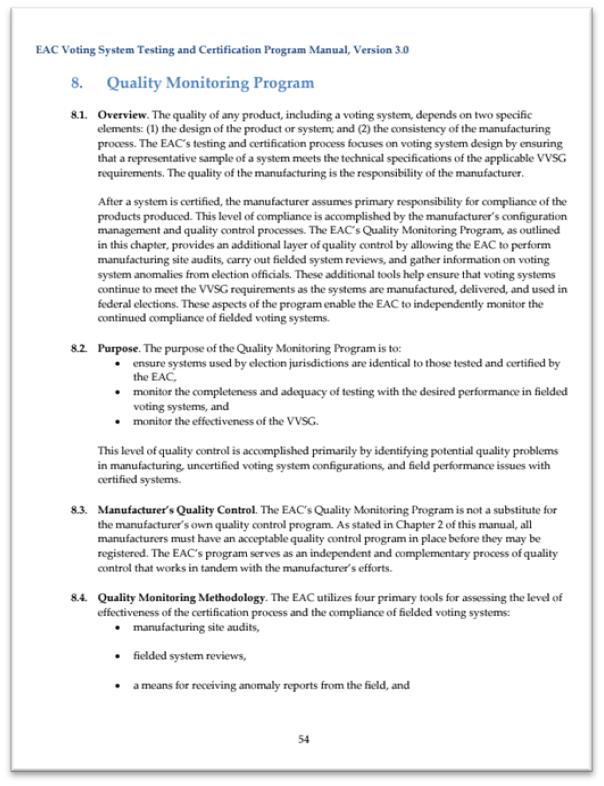 EAC Voting System Testing and Certification Program Manual, Version 3.0
8. Quality Monitoring Program
8.1. Overview. The quality of any product, including a voting system, depends on two specific
elements: (1) the design of the product or system; and (2) the consistency of the manufacturing
process. The EAC's testing and certification process focuses on voting system design by ensuring
that a representative sample of a system meets the technical specifications of the applicable VVSG
requirements. The quality of the manufacturing is the responsibility of the manufacturer.
After a system is certified, the manufacturer assumes primary responsibility for compliance of the
products produced. This level of compliance is accomplished by the manufacturer's configuration
management and quality control processes. The EAC's Quality Monitoring Program, as outlined
in this chapter, provides an additional layer of quality control by allowing the EAC to perform
manufacturing site audits, carry out fielded system reviews, and gather information on voting
system anomalies from election officials. These additional tools help ensure that voting systems
continue to meet the VVSG requirements as the systems are manufactured, delivered, and used in
federal elections. These aspects of the program enable the EAC to independently monitor the
continued compliance of fielded voting systems.
8.2. Purpose. The purpose of the Quality Monitoring Program is to:
• ensure systems used by election jurisdictions are identical to those tested and certified by
the EAC,
• monitor the completeness and adequacy of testing with the desired performance in fielded
voting systems, and
• monitor the effectiveness of the VVSG.
This level of quality control is accomplished primarily by identifying potential quality problems
in manufacturing, uncertified voting system configurations, and field performance issues with
certified systems.
8.3. Manufacturer's Quality Control. The EAC's Quality Monitoring Program is not a substitute for
the manufacturer's own quality control program. As stated in Chapter 2 of this manual, all
manufacturers must have an acceptable quality control program in place before they may be
registered. The EAC's program serves as an independent and complementary process of quality
control that works in tandem with the manufacturer's efforts.
8.4. Quality Monitoring Methodology. The EAC utilizes four primary tools for assessing the level of
effectiveness of the certification process and the compliance of fielded voting systems:
• manufacturing site audits,
• fielded system reviews,
• a means for receiving anomaly reports from the field, and
54